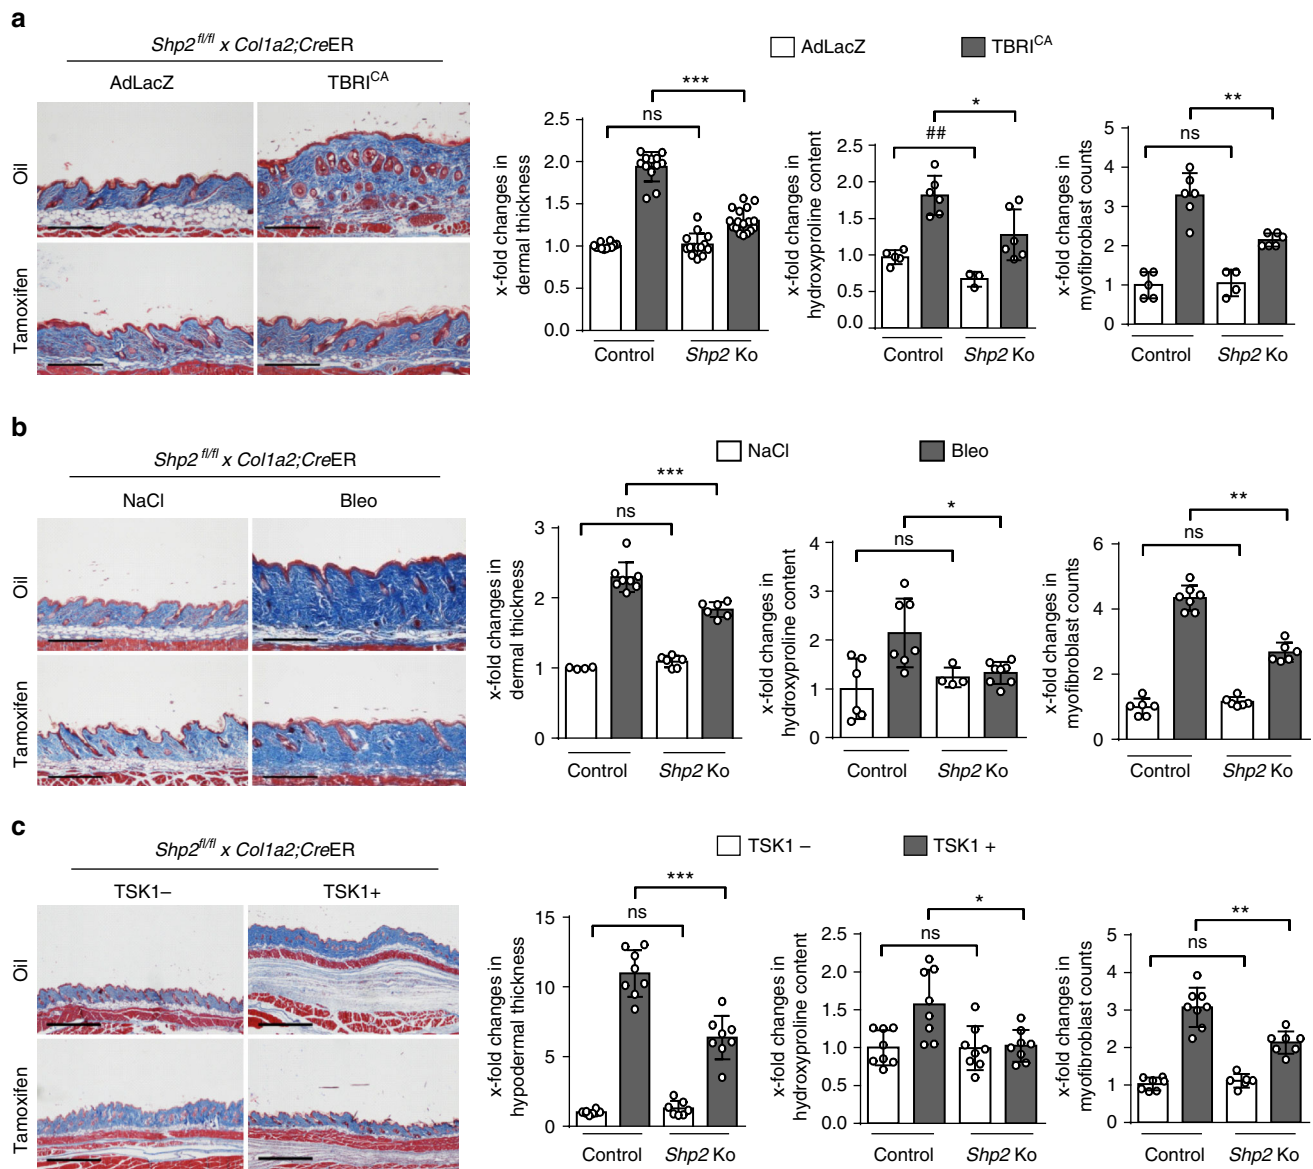 a
Shp2 fl/fl x Col1a2;CreER
AdLacZ TBRI^CA
Oil
Tamoxifen
AdLacZ TBRI^CA
x-fold changes in
dermal thickness
2.5
2.0
1.0
0.5
0.0
ns
***
Control Shp2 Ko
x-fold changes in
hydroxyproline content
2.5
2.0
1.5
1.0
0.5
0.0
##
*
Control Shp2 Ko
x-fold changes in
myofibroblast counts
5
4
3
2
1
0
ns
**
Control Shp2 Ko
b
Shp2 fl/fl x Col1a2;CreER
NaCl Bleo
Oil
Tamoxifen
NaCl Bleo
x-fold changes in
dermal thickness
3
2
1
0
ns
***
Control Shp2 Ko
x-fold changes in
hydroxyproline content
4
3
2
1
0
ns
*
Control Shp2 Ko
x-fold changes in
myofibroblast counts
6
4
2
0
ns
**
Control Shp2 Ko
c
Shp2fl/fl x Col1a2;CreER
TSK1– TSK1+
Oil
Tamoxifen
TSK1 – TSK1 +
x-fold changes in
hypodermal thickness
15
10
5
0
ns
***
Control Shp2 Ko
x-fold changes in
hydroxyproline content
2.5
2.0
1.5
1.0
0.5
0.0
ns
*
Control Shp2 Ko
x-fold changes in
myofibroblast counts
5
4
3
2
1
0
ns
**
Control Shp2 Ko